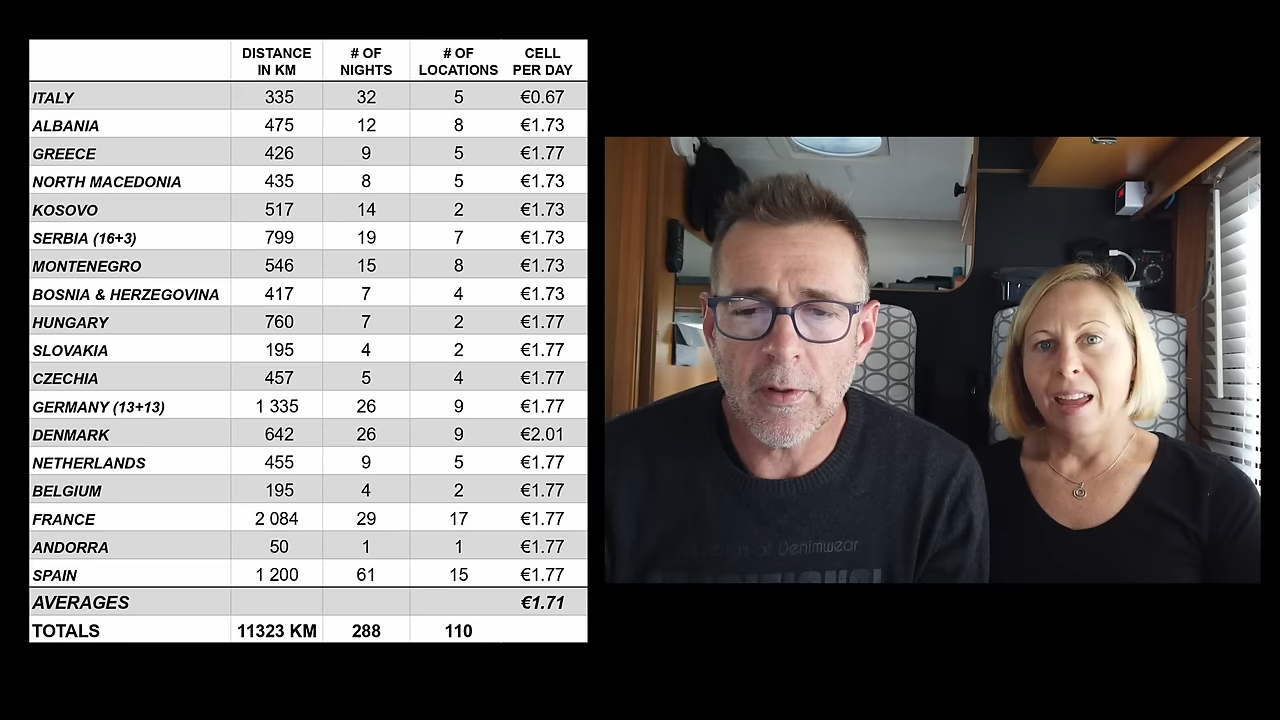 DISTANCE IN KM # OF NIGHTS # OF LOCATIONS CELL PER DAY
ITALY 335 32 5 €0.67
ALBANIA 475 12 8 €1.73
GREECE 426 9 5 €1.77
NORTH MACEDONIA 435 8 5 €1.73
KOSOVO 517 14 2 €1.73
SERBIA (16+3) 799 19 7 €1.73
MONTENEGRO 546 15 8 €1.73
BOSNIA & HERZEGOVINA 417 7 4 €1.73
HUNGARY 760 7 2 €1.77
SLOVAKIA 195 4 2 €1.77
CZECHIA 457 5 4 €1.77
GERMANY (13+13) 1 335 26 9 €1.77
DENMARK 642 26 9 €2.01
NETHERLANDS 455 9 5 €1.77
BELGIUM 195 4 2 €1.77
FRANCE 2 084 29 17 €1.77
ANDORRA 50 1 1 €1.77
SPAIN 1 200 61 15 €1.77
AVERAGES €1.71
TOTALS 11323 KM 288 110